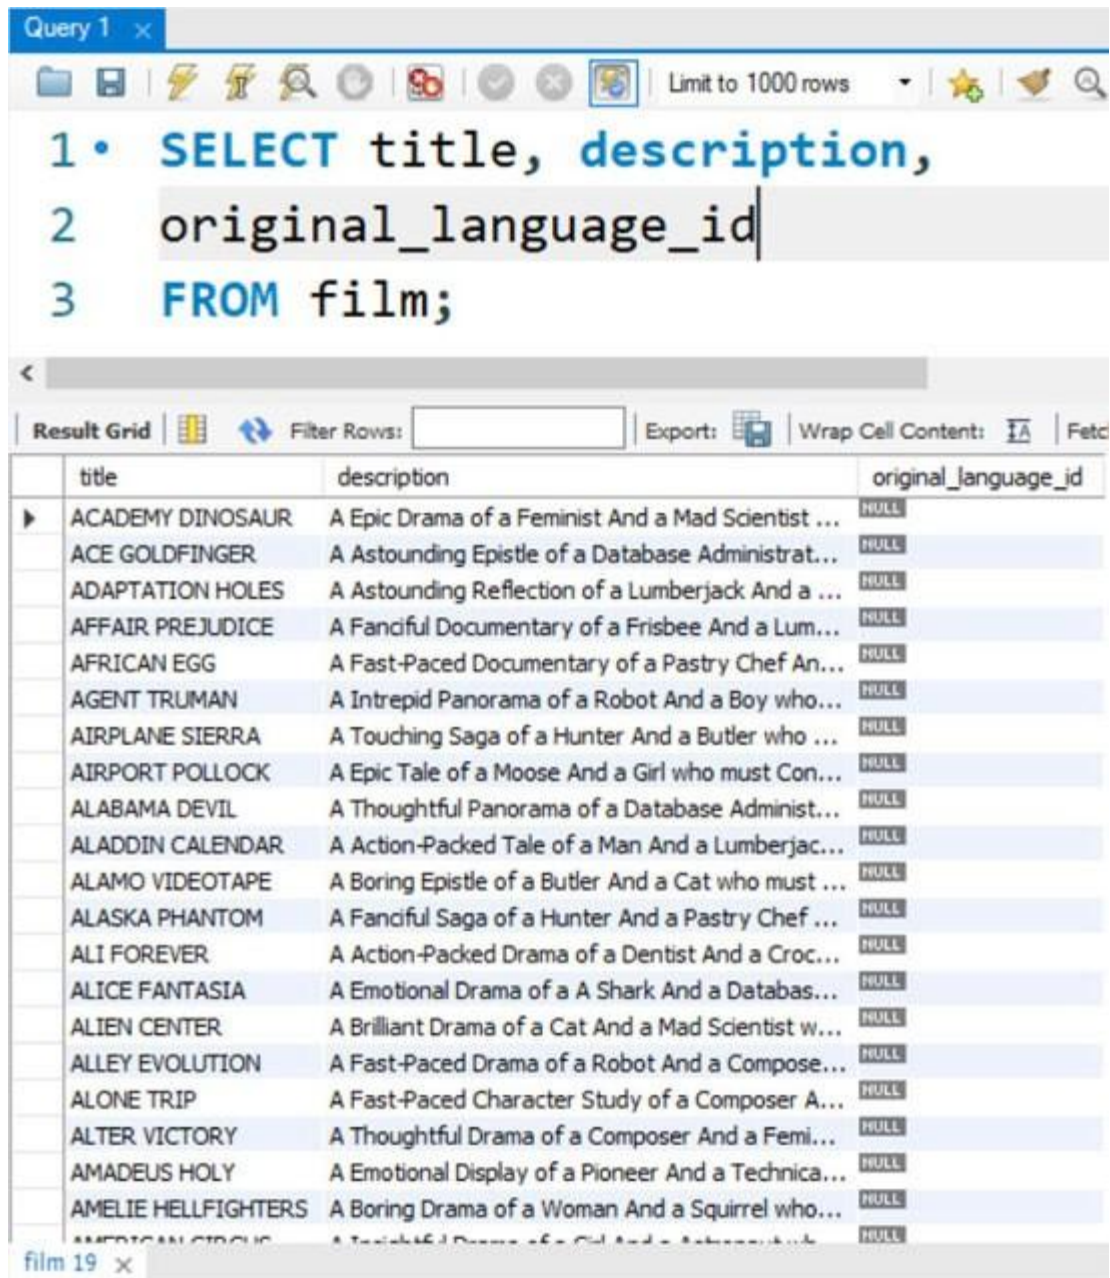 Query 1
Limit to 1000 rows
1 SELECT title, description,
2 original_language_id
3 FROM film;
Result Grid Filter Rows: Export: Wrap Cell Content: Fetc
title description original_language_id
ACADEMY DINOSAUR A Epic Drama of a Feminist And a Mad Scientist ... NULL
ACE GOLDFINGER A Astounding Epistle of a Database Administrat... NULL
ADAPTATION HOLES A Astounding Reflection of a Lumberjack And a ... NULL
AFFAIR PREJUDICE A Fanciful Documentary of a Frisbee And a Lum... NULL
AFRICAN EGG A Fast-Paced Documentary of a Pastry Chef An... NULL
AGENT TRUMAN A Intrepid Panorama of a Robot And a Boy who... NULL
AIRPLANE SIERRA A Touching Saga of a Hunter And a Butler who ... NULL
AIRPORT POLLOCK A Epic Tale of a Moose And a Girl who must Con... NULL
ALABAMA DEVIL A Thoughtful Panorama of a Database Administ... NULL
ALADDIN CALENDAR A Action-Packed Tale of a Man And a Lumberjac... NULL
ALAMO VIDEOTAPE A Boring Epistle of a Butler And a Cat who must ... NULL
ALASKA PHANTOM A Fanciful Saga of a Hunter And a Pastry Chef ... NULL
ALI FOREVER A Action-Packed Drama of a Dentist And a Croc... NULL
ALICE FANTASIA A Emotional Drama of a A Shark And a Databas... NULL
ALIEN CENTER A Brilliant Drama of a Cat And a Mad Scientist w... NULL
ALLEY EVOLUTION A Fast-Paced Drama of a Robot And a Compose... NULL
ALONE TRIP A Fast-Paced Character Study of a Composer A... NULL
ALTER VICTORY A Thoughtful Drama of a Composer And a Femi... NULL
AMADEUS HOLY A Emotional Display of a Pioneer And a Technica... NULL
AMELIE HELLFIGHTERS A Boring Drama of a Woman And a Squirrel who... NULL
AMERICAN CIRCUS A Insightful Drama of a Girl And a Astronaut wh... NULL
film 19